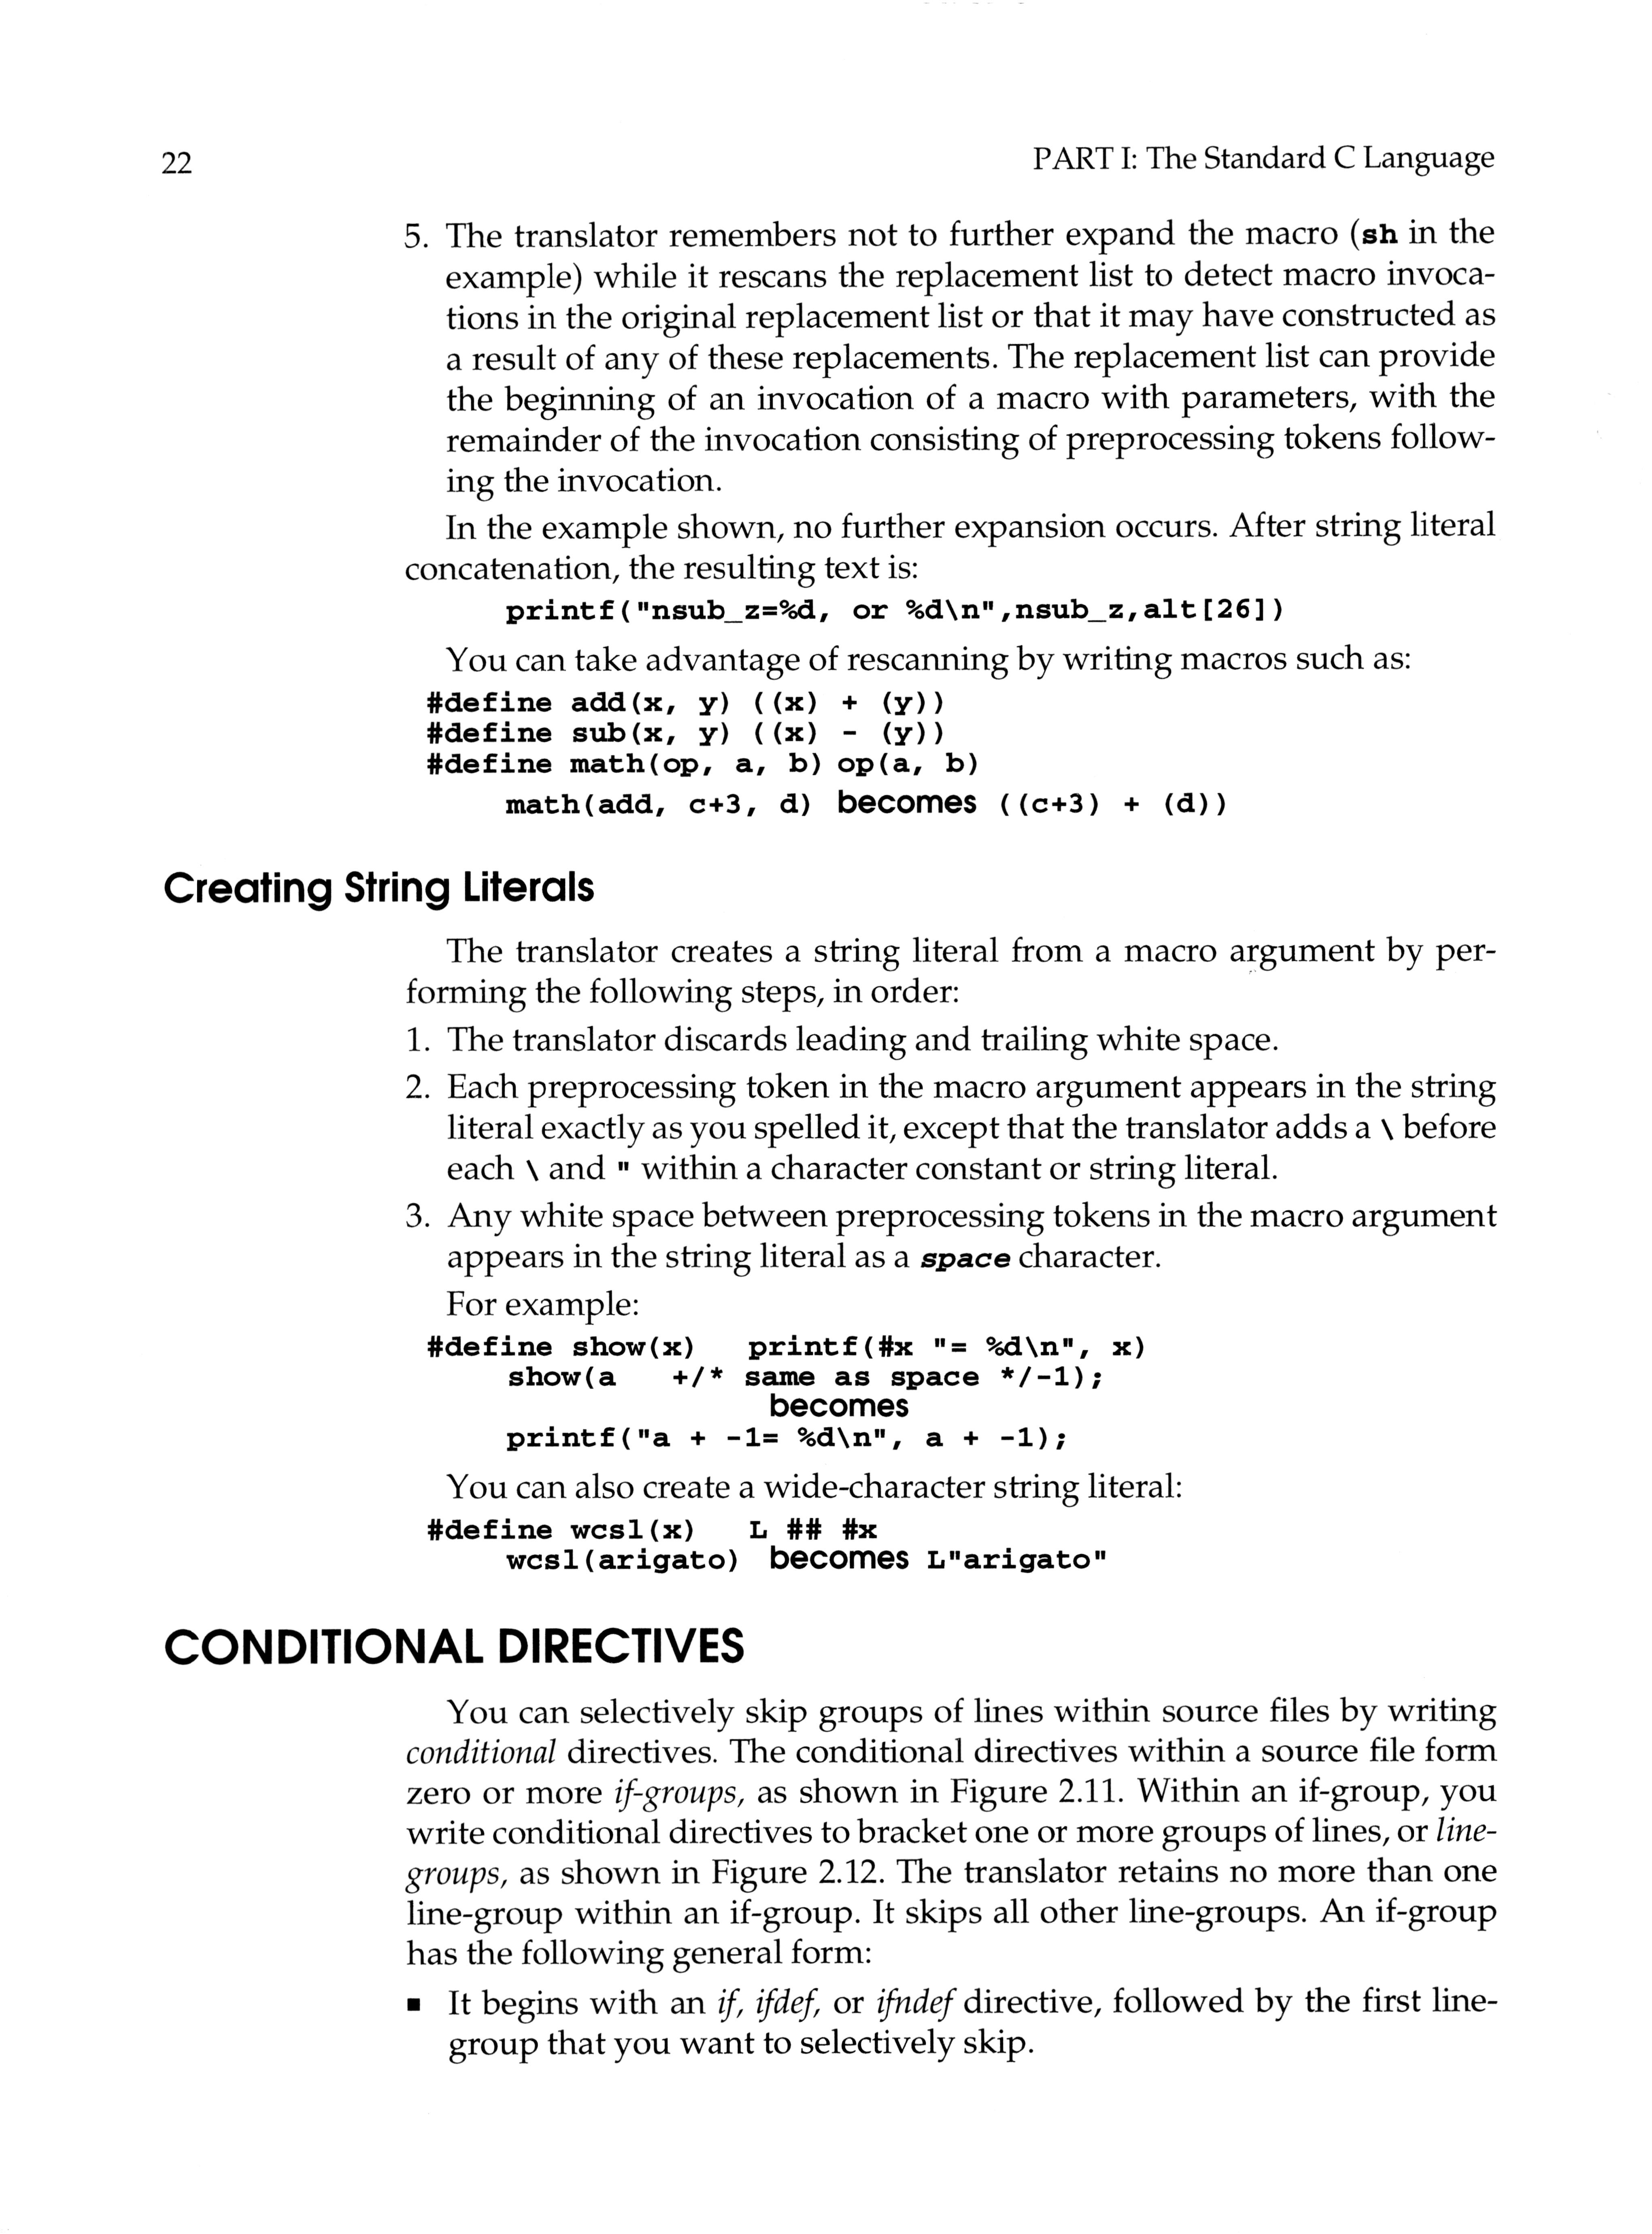 22 PART I: The Standard C Language
5. The translator remembers not to further expand the macro (sh in the
example) while it rescans the replacement list to detect macro invoca-
tions in the original replacement list or that it may have constructed as
a result of any of these replacements. The replacement list can provide
the beginning of an invocation of a macro with parameters, with the
remainder of the invocation consisting of preprocessing tokens follow-
ing the invocation.
In the example shown, no further expansion occurs. After string literal
concatenation, the resulting text is:
printf("nsub_z=%d, or %d\n",nsub_z,alt[26])
You can take advantage of rescanning by writing macros such as:
#define add(x, y) ((x) + (y))
#define sub(x, y) ((x) - (y))
#define math(op, a, b) op(a, b)
math(add, c+3, d) becomes ((c+3) + (d))
Creating String Literals
The translator creates a string literal from a macro argument by per-
forming the following steps, in order:
1. The translator discards leading and trailing white space.
2. Each preprocessing token in the macro argument appears in the string
literal exactly as you spelled it, except that the translator adds a \ before
each \ and " within a character constant or string literal.
3. Any white space between preprocessing tokens in the macro argument
appears in the string literal as a space character.
For example:
#define show(x) printf(#x "= %d\n", x)
show(a +/* same as space */-1);
becomes
printf("a + -1= %d\n", a + -1);
You can also create a wide-character string literal:
#define wcsl(x) L ## #x
wcsl(arigato) becomes L"arigato"
CONDITIONAL DIRECTIVES
You can selectively skip groups of lines within source files by writing
conditional directives. The conditional directives within a source file form
zero or more if-groups, as shown in Figure 2.11. Within an if-group, you
write conditional directives to bracket one or more groups of lines, or line-
groups, as shown in Figure 2.12. The translator retains no more than one
line-group within an if-group. It skips all other line-groups. An if-group
has the following general form:
▪ It begins with an if, ifdef, or ifndef directive, followed by the first line-
group that you want to selectively skip.